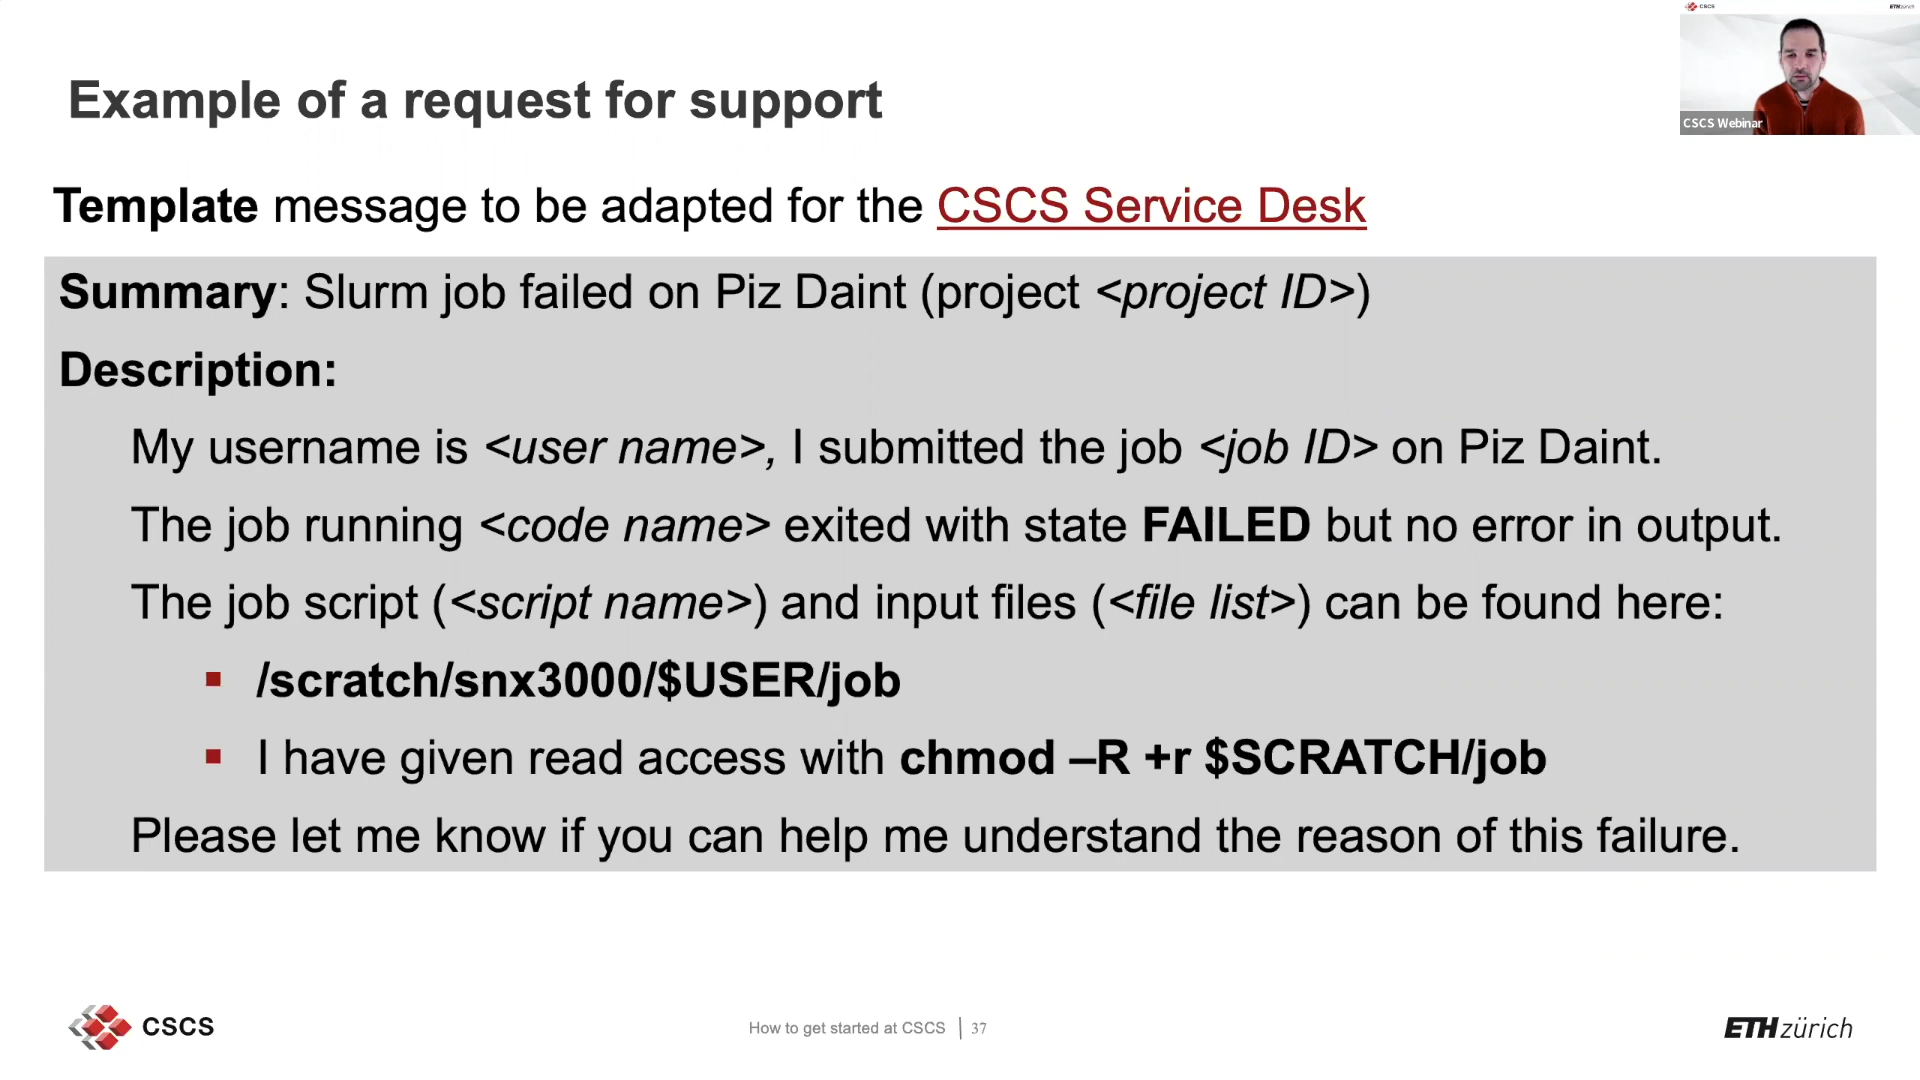 CSCS
ETH zürich
CSCS Webinar
Example of a request for support
Template message to be adapted for the CSCS Service Desk
Summary: Slurm job failed on Piz Daint (project <project ID>)
Description:
My username is <user name>, I submitted the job <job ID> on Piz Daint.
The job running <code name> exited with state FAILED but no error in output.
The job script (<script name>) and input files (<file list>) can be found here:
▪ /scratch/snx3000/$USER/job
▪ I have given read access with chmod –R +r $SCRATCH/job
Please let me know if you can help me understand the reason of this failure.
CSCS
How to get started at CSCS | 37
ETH zürich